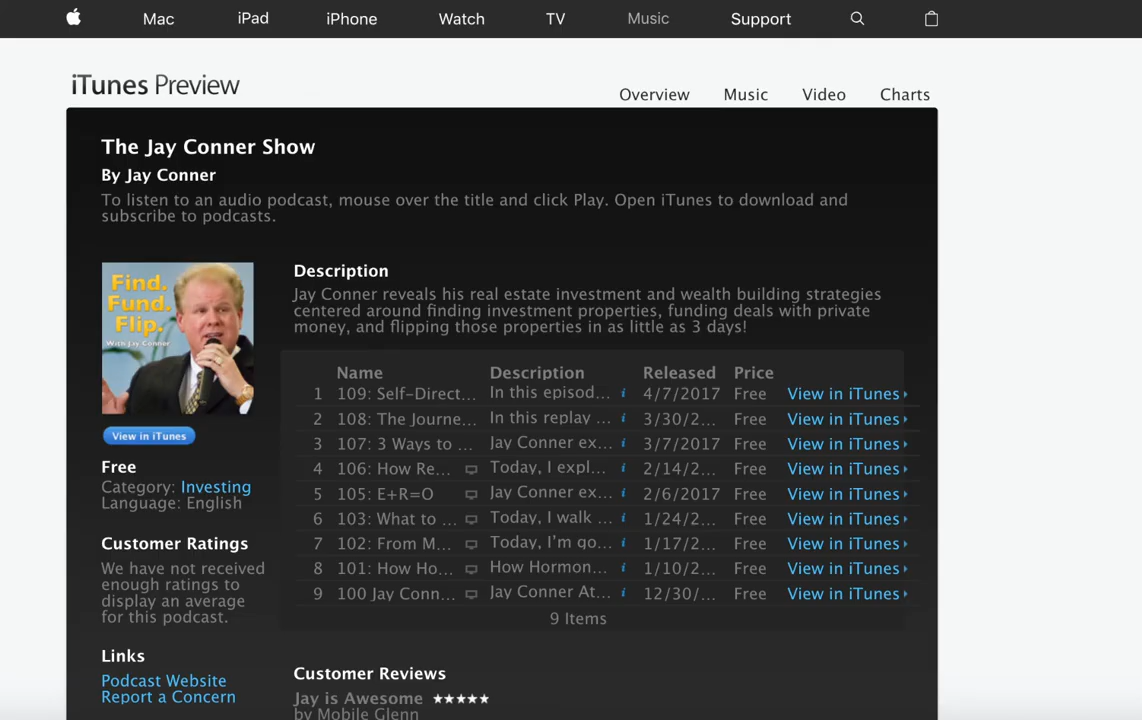 Mac iPad iPhone Watch TV Music Support
iTunes Preview
Overview Music Video Charts
The Jay Conner Show
By Jay Conner
To listen to an audio podcast, mouse over the title and click Play. Open iTunes to download and
subscribe to podcasts.
Find.
Fund.
Flip.
With Jay Conner
View in iTunes
Free
Category: Investing
Language: English
Customer Ratings
We have not received
enough ratings to
display an average
for this podcast.
Links
Podcast Website
Report a Concern
Description
Jay Conner reveals his real estate investment and wealth building strategies
centered around finding investment properties, funding deals with private
money, and flipping those properties in as little as 3 days!
Name Description Released Price
1 109: Self-Direct... In this episod... i 4/7/2017 Free View in iTunes
2 108: The Journe... In this replay ... i 3/30/2... Free View in iTunes
3 107: 3 Ways to ... Jay Conner ex... i 3/7/2017 Free View in iTunes
4 106: How Re... Today, I expl... i 2/14/2... Free View in iTunes
5 105: E+R=O Jay Conner ex... i 2/6/2017 Free View in iTunes
6 103: What to ... Today, I walk ... i 1/24/2... Free View in iTunes
7 102: From M... Today, I'm go... i 1/17/2... Free View in iTunes
8 101: How Ho... How Hormon... i 1/10/2... Free View in iTunes
9 100 Jay Conn... Jay Conner At... i 12/30/... Free View in iTunes
9 Items
Customer Reviews
Jay is Awesome ★★★★★
by Mobile Glenn